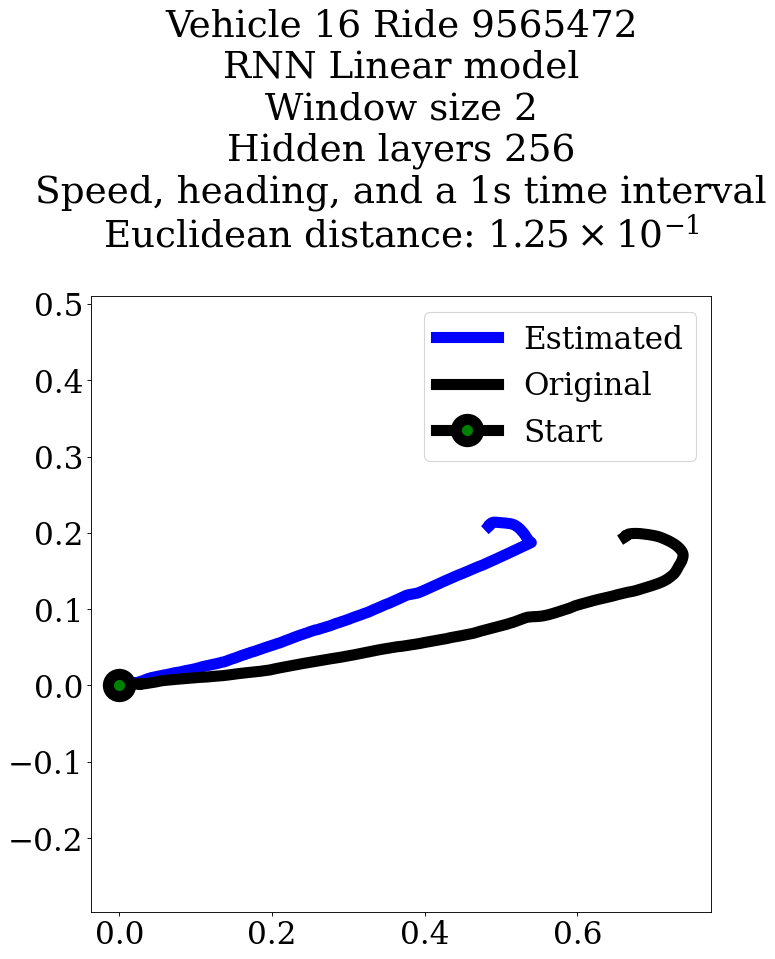 Vehicle 16 Ride 9565472
RNN Linear model
Window size 2
Hidden layers 256
Speed, heading, and a 1s time interval
Euclidean distance: 1.25 × 10⁻¹
0.5
0.4
0.3
0.2
0.1
0.0
−0.1
−0.2
Estimated
Original
Start
0.0 0.2 0.4 0.6